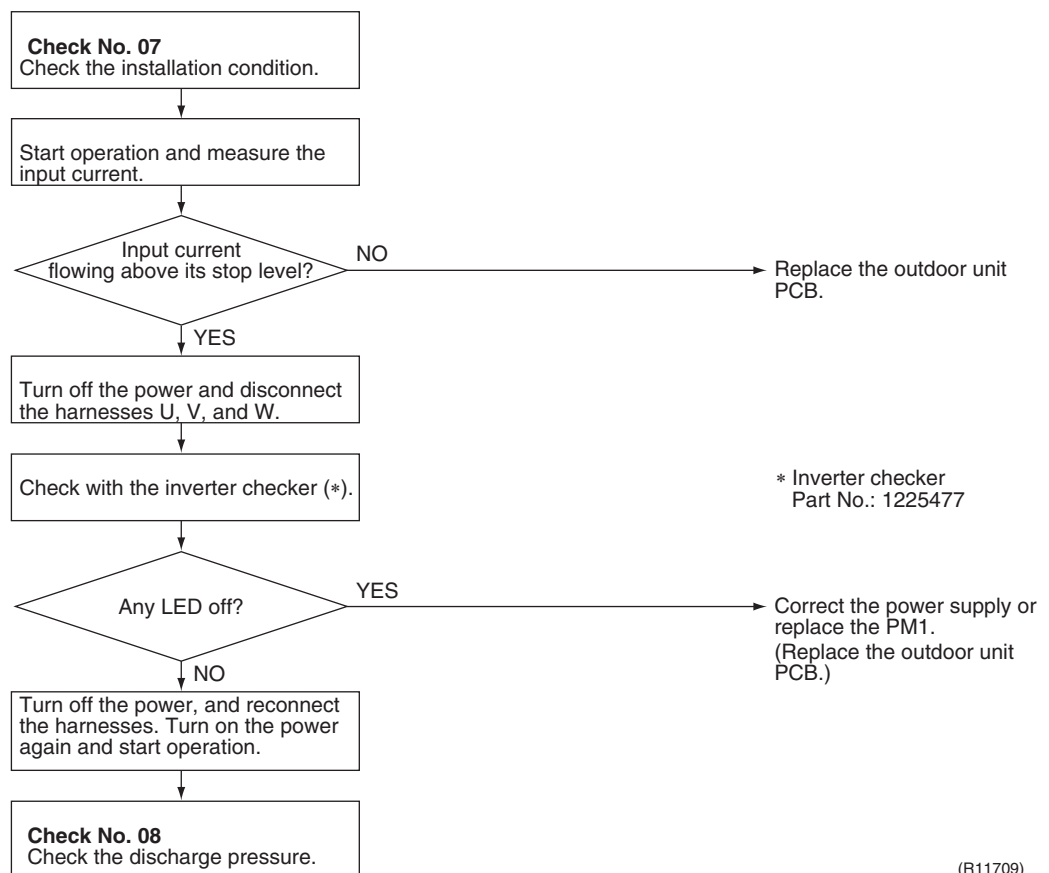 Check No. 07
Check the installation condition.
Start operation and measure the
input current.
Input current
flowing above its stop level?
NO
Replace the outdoor unit
PCB.
YES
Turn off the power and disconnect
the harnesses U, V, and W.
Check with the inverter checker (*).
* Inverter checker
Part No.: 1225477
Any LED off?
YES
Correct the power supply or
replace the PM1.
(Replace the outdoor unit
PCB.)
NO
Turn off the power, and reconnect
the harnesses. Turn on the power
again and start operation.
Check No. 08
Check the discharge pressure.
(R11709)